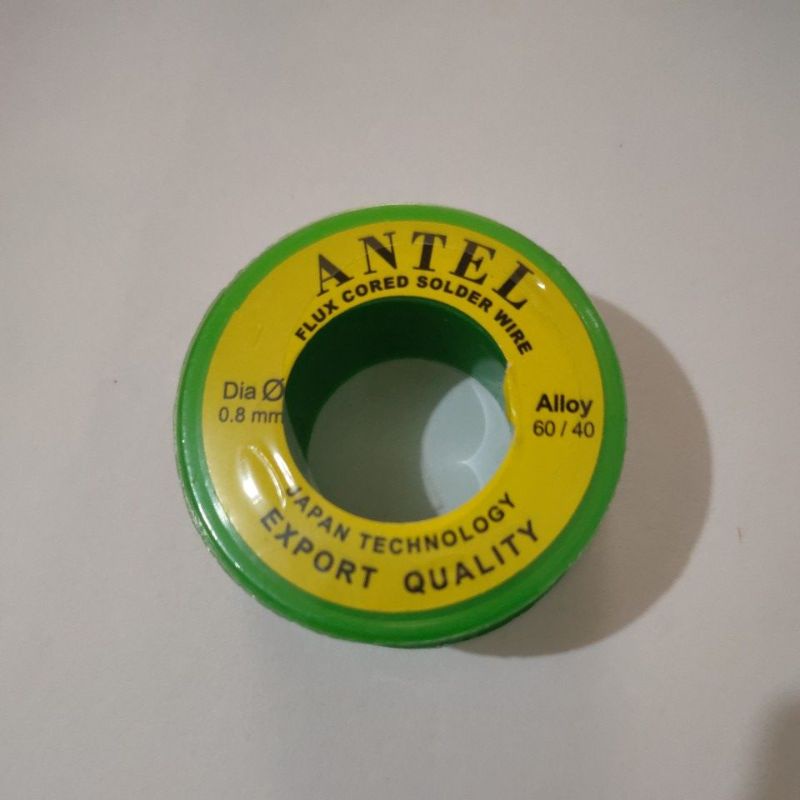 ANTEL
FLUX CORED SOLDER WIRE
Dia Ø
0.8 mm
Alloy
60 / 40
JAPAN TECHNOLOGY
EXPORT QUALITY